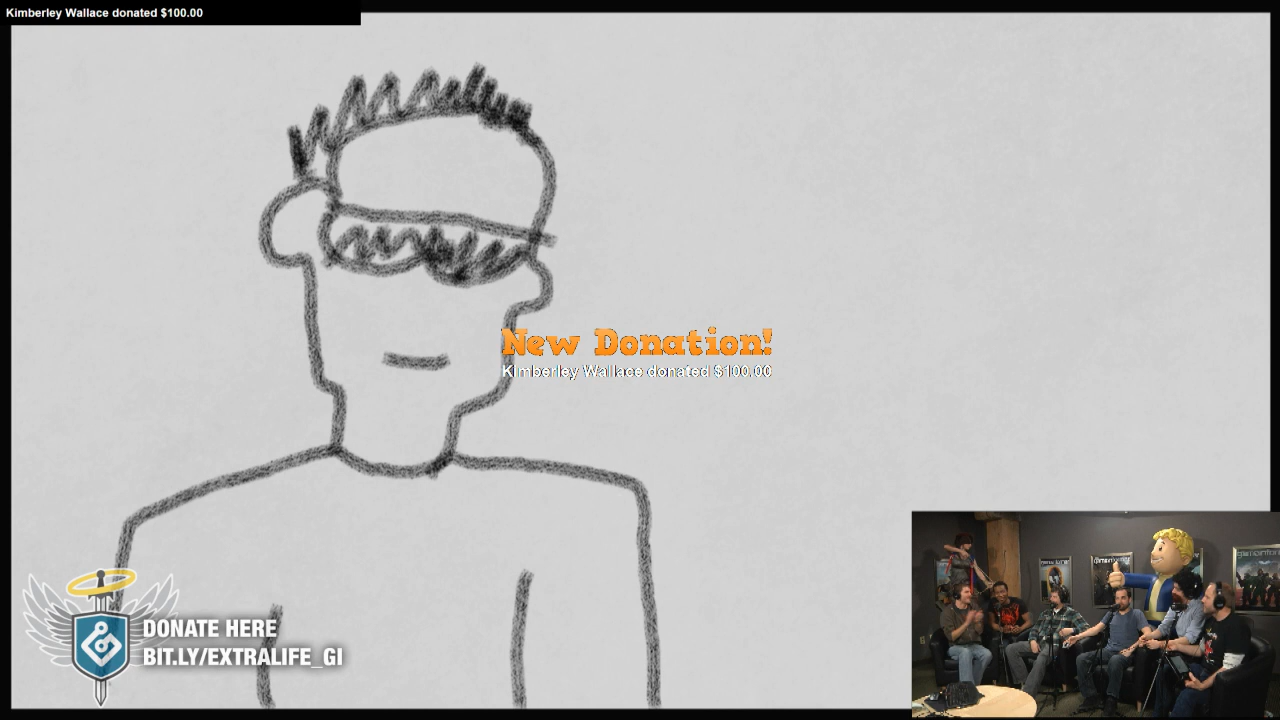 Kimberley Wallace donated $100.00
New Donation!
Kimberley Wallace donated $100.00
DONATE HERE
BIT.LY/EXTRALIFE_GI